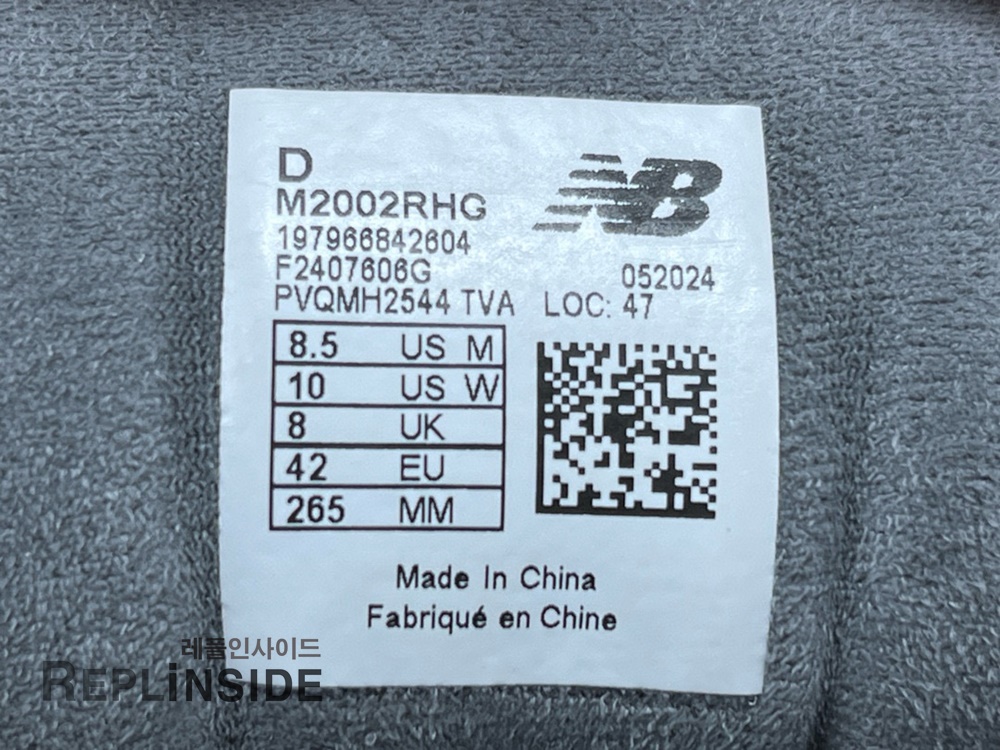 D
NB
M2002RHG
197966842604
F2407606G 052024
PVQMH2544 TVA LOC: 47
8.5 US M
10 US W
8 UK
42 EU
265 MM
Made In China
Fabriqué en Chine
레플인사이드
REPLINSIDE